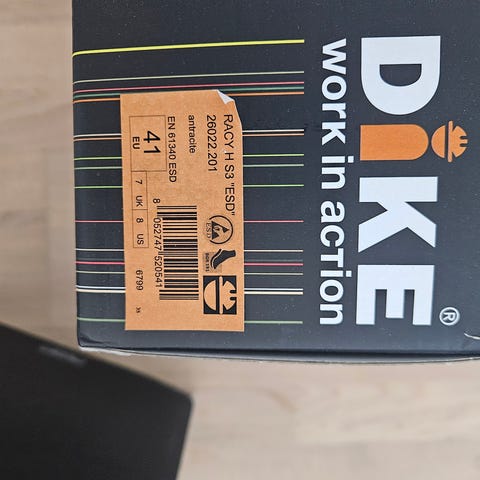 DiKE®
work in action
RACY H S3 "ESD"
26022.201
antracite
EN 61340 ESD
41
EU
7 UK 8 US
6799
8 052747 520541
ESD